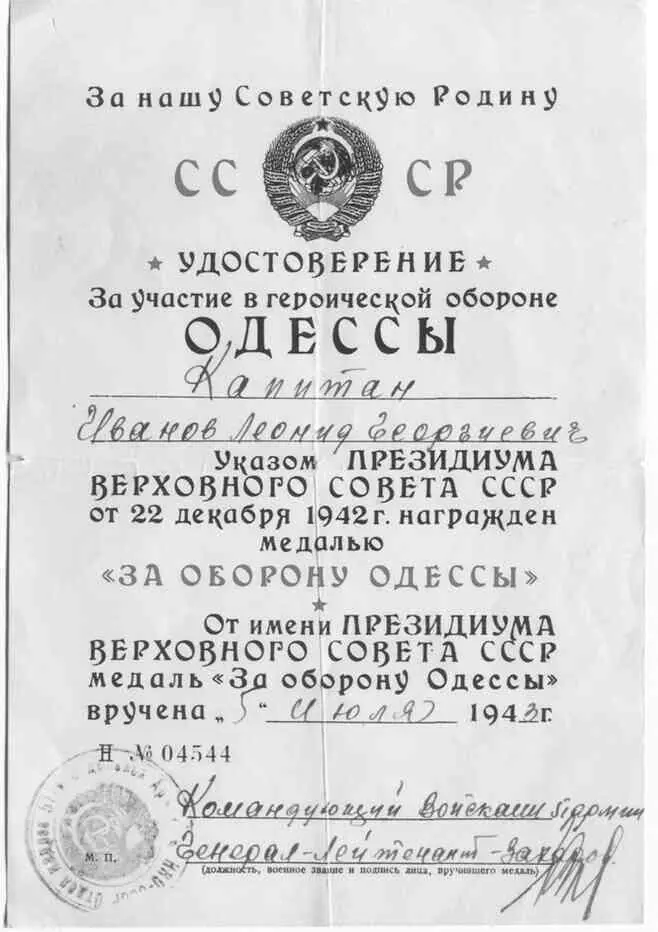 За нашу Советскую Родину
СС СР
УДОСТОВЕРЕНИЕ
За участие в героической обороне
ОДЕССЫ
Капитан
Иванов Леонид Георгиевич
Указом ПРЕЗИДИУМА
ВЕРХОВНОГО СОВЕТА СССР
от 22 декабря 1942 г. награжден
медалью
«ЗА ОБОРОНУ ОДЕССЫ»
От имени ПРЕЗИДИУМА
ВЕРХОВНОГО СОВЕТА СССР
медаль «За оборону Одессы»
вручена „5" Июля 1943 г.
Н № 04544
Командующий Войсками 51 армии
Генерал-Лейтенант - Захаров.
М. П.
(должность, военное звание и подпись лица, вручившего медаль)